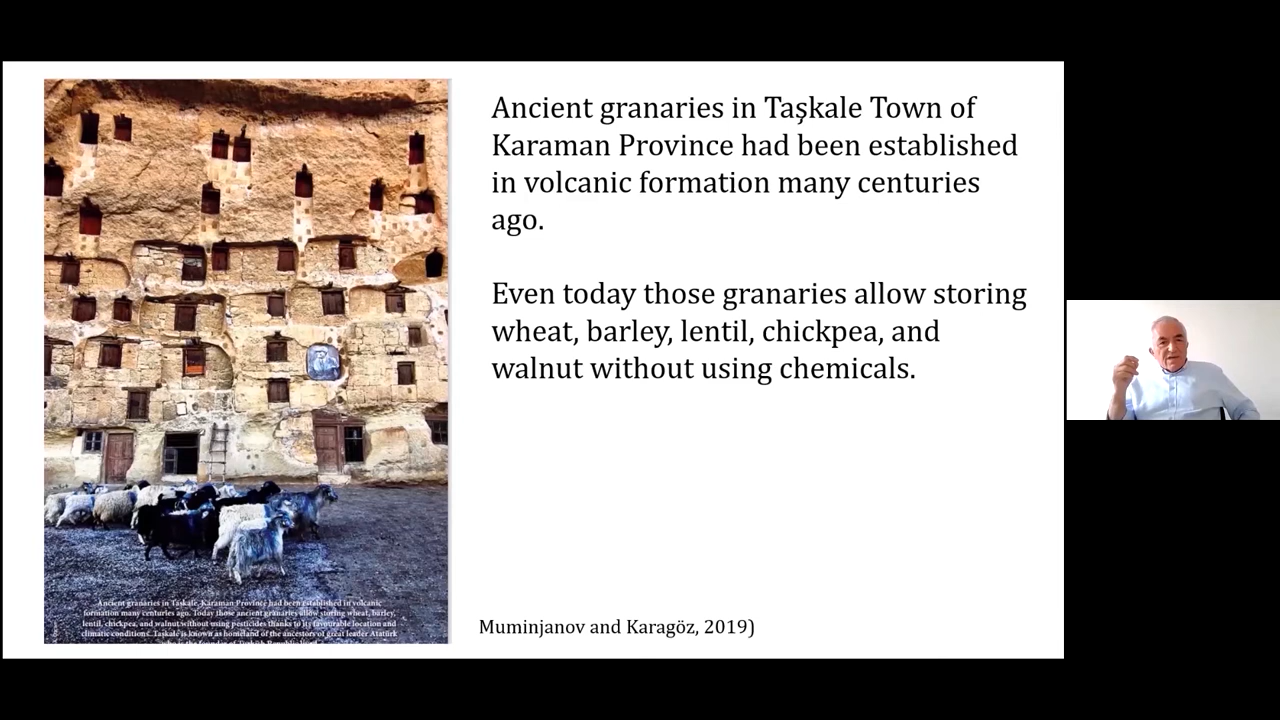 Ancient granaries in Taşkale Town of
Karaman Province had been established
in volcanic formation many centuries
ago.
Even today those granaries allow storing
wheat, barley, lentil, chickpea, and
walnut without using chemicals.
Ancient granaries in Taşkale, Karaman Province had been established in volcanic
formation many centuries ago. Today those ancient granaries allow storing wheat, barley,
lentil, chickpea, and walnut without using pesticides thanks to its favourable location and
climatic conditions. Taşkale is known as homeland of the ancestors of great leader Atatürk
Muminjanov and Karagöz, 2019)